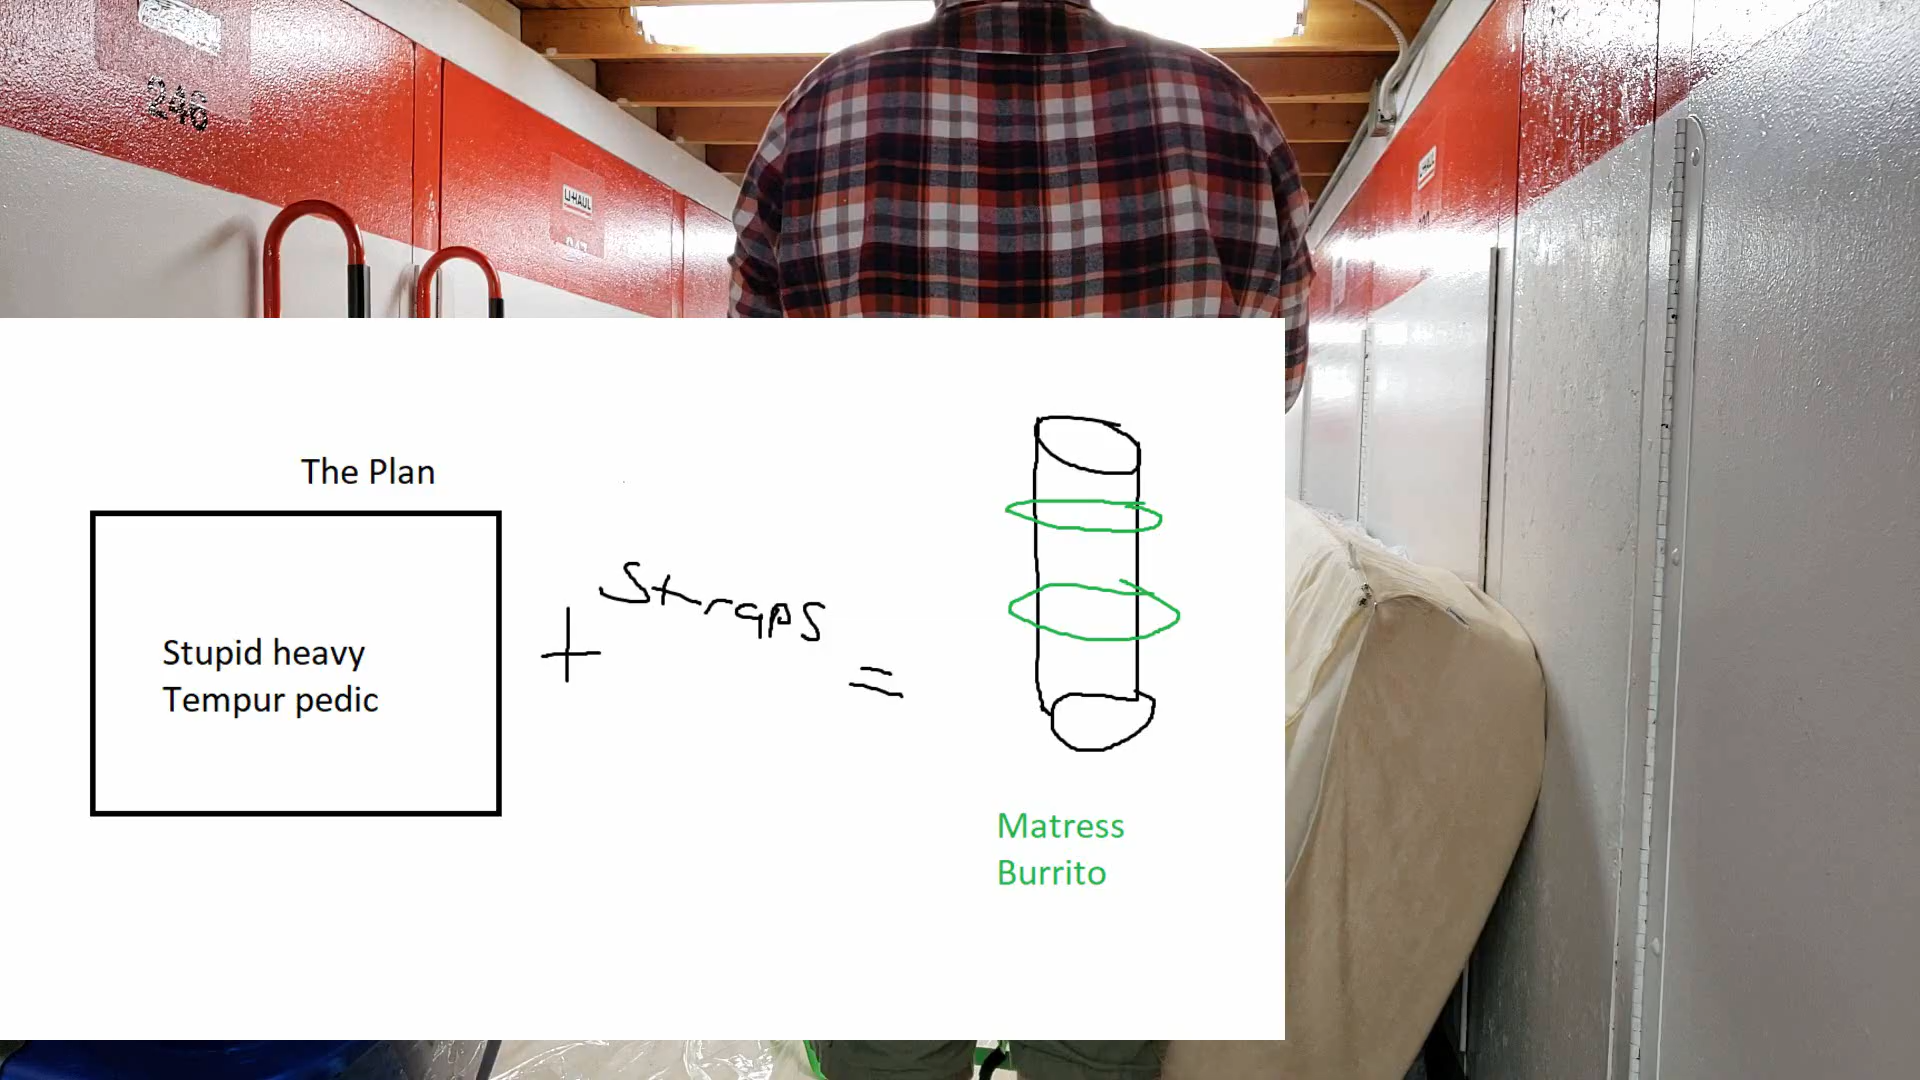 246
U-HAUL
U-HAUL
The Plan
Stupid heavy
Tempur pedic
+ Straps =
Matress
Burrito